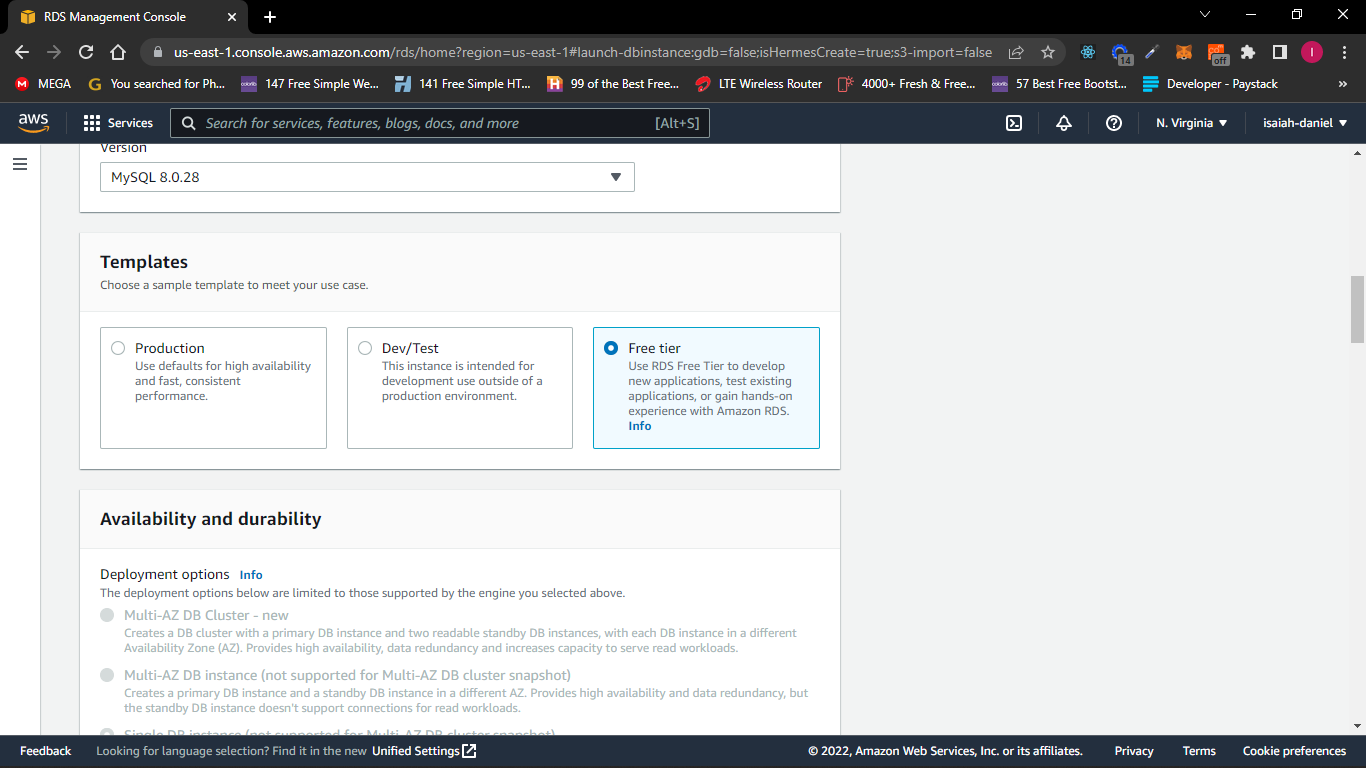 RDS Management Console
us-east-1.console.aws.amazon.com/rds/home?region=us-east-1#launch-dbinstance:gdb=false;isHermesCreate=true;s3-import=false
14
off
I
M MEGA
G You searched for Ph...
colorlib 147 Free Simple We...
141 Free Simple HT...
H 99 of the Best Free...
LTE Wireless Router
4000+ Fresh & Free...
colorlib 57 Best Free Bootst...
Developer - Paystack
»
aws
Services
Search for services, features, blogs, docs, and more [Alt+S]
N. Virginia
isaiah-daniel
Version
MySQL 8.0.28
Templates
Choose a sample template to meet your use case.
Production
Use defaults for high availability
and fast, consistent
performance.
Dev/Test
This instance is intended for
development use outside of a
production environment.
Free tier
Use RDS Free Tier to develop
new applications, test existing
applications, or gain hands-on
experience with Amazon RDS.
Info
Availability and durability
Deployment options Info
The deployment options below are limited to those supported by the engine you selected above.
Multi-AZ DB Cluster - new
Creates a DB cluster with a primary DB instance and two readable standby DB instances, with each DB instance in a different
Availability Zone (AZ). Provides high availability, data redundancy and increases capacity to serve read workloads.
Multi-AZ DB instance (not supported for Multi-AZ DB cluster snapshot)
Creates a primary DB instance and a standby DB instance in a different AZ. Provides high availability and data redundancy, but
the standby DB instance doesn't support connections for read workloads.
Single DB instance (not supported for Multi-AZ DB cluster snapshot)
Feedback
Looking for language selection? Find it in the new Unified Settings
© 2022, Amazon Web Services, Inc. or its affiliates.
Privacy
Terms
Cookie preferences